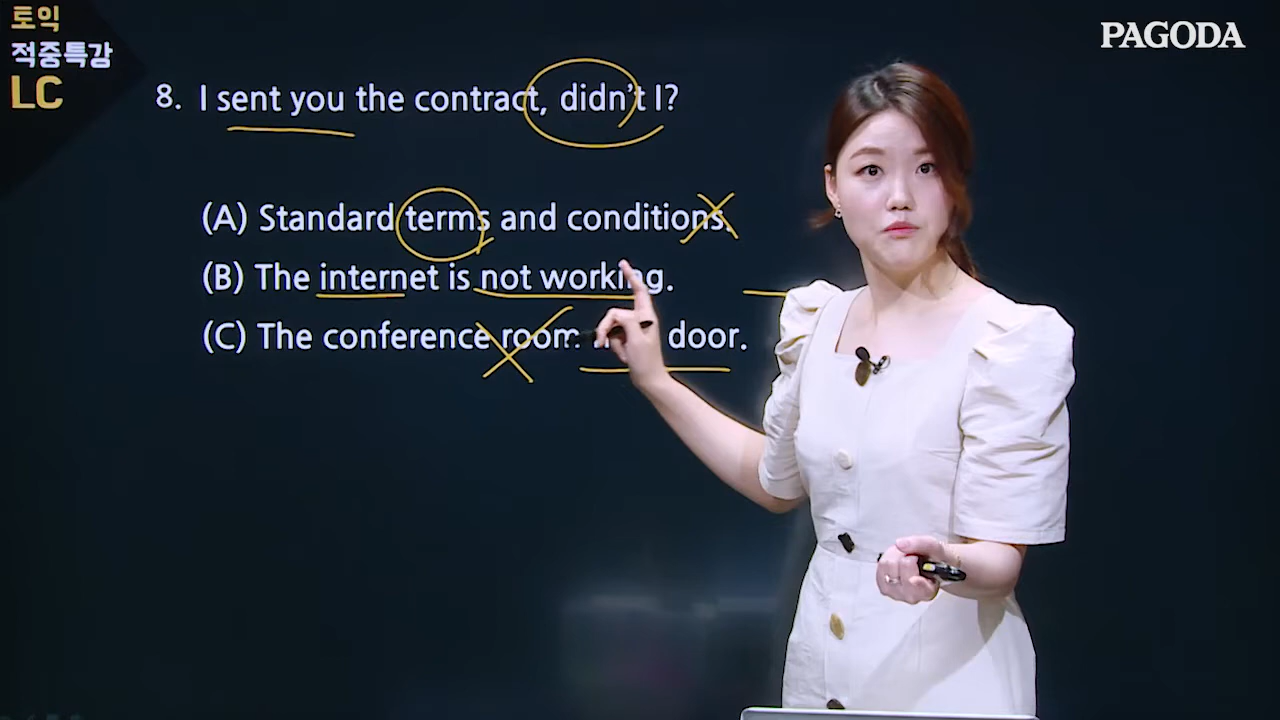 토익
적중특강
LC
PAGODA
8. I sent you the contract, didn't I?
(A) Standard terms and conditions.
(B) The internet is not working.
(C) The conference room door.